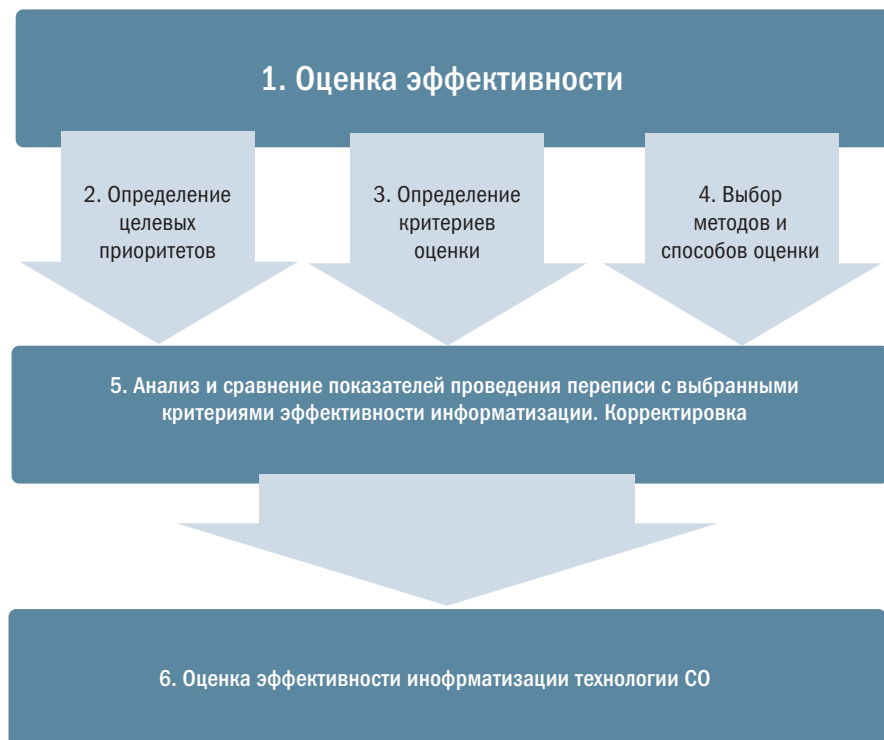 1. Оценка эффективности
2. Определение
целевых
приоритетов
3. Определение
критериев
оценки
4. Выбор
методов и
способов оценки
5. Анализ и сравнение показателей проведения переписи с выбранными
критериями эффективности информатизации. Корректировка
6. Оценка эффективности инофрматизации технологии СО